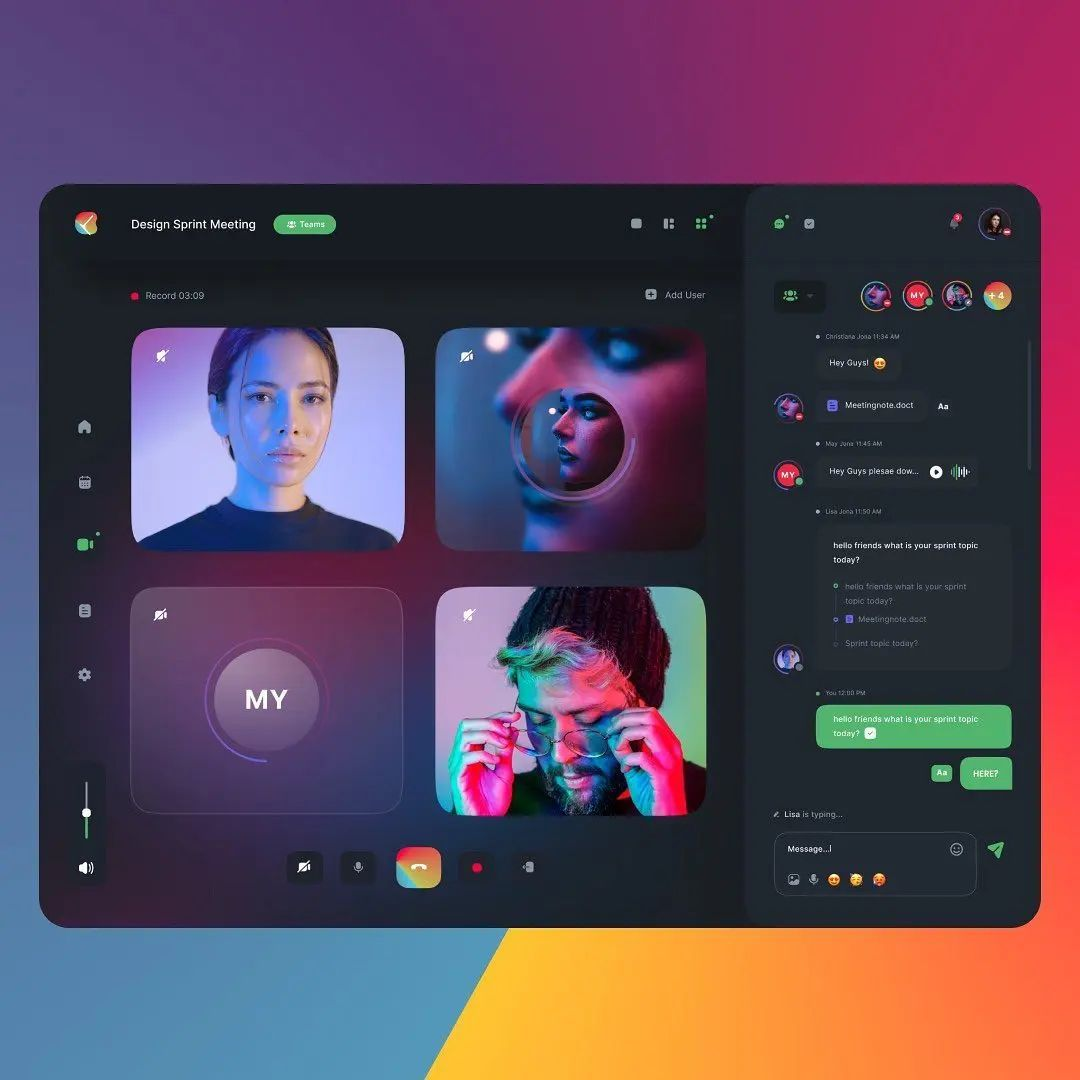 Design Sprint Meeting
Teams
Record 03:09
Add User
MY
3
MY
+4
Christiana Jona 11:34 AM
Hey Guys!
Meetingnote.doct
Aa
May Jona 11:45 AM
MY
Hey Guys plesae dow...
Lisa Jona 11:50 AM
hello friends what is your sprint topic
today?
hello friends what is your sprint
topic today?
Meetingnote.doct
Sprint topic today?
You 12:00 PM
hello friends what is your sprint topic
today?
Aa
HERE?
Lisa is typing...
Message...